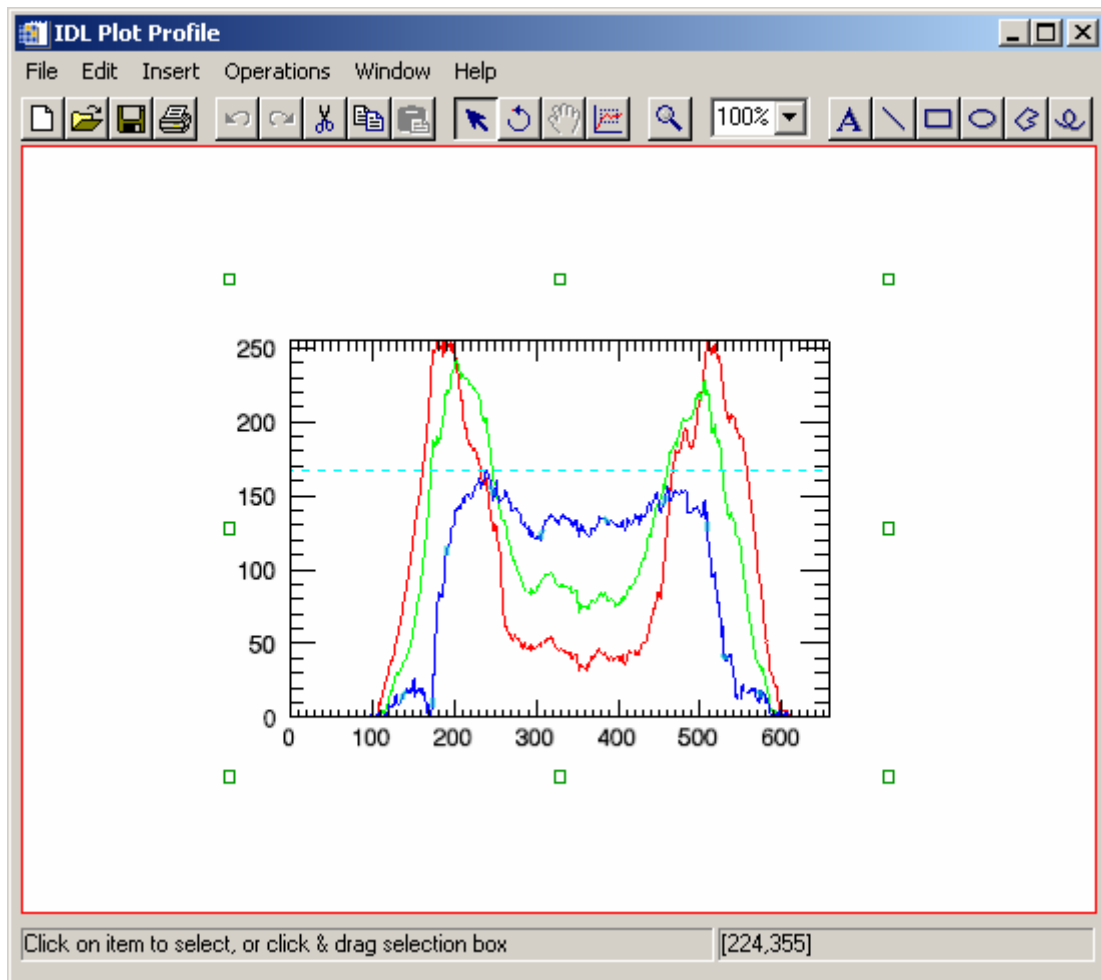 IDL Plot Profile
File Edit Insert Operations Window Help
100% A
250
200
150
100
50
0
0 100 200 300 400 500 600
Click on item to select, or click & drag selection box [224,355]